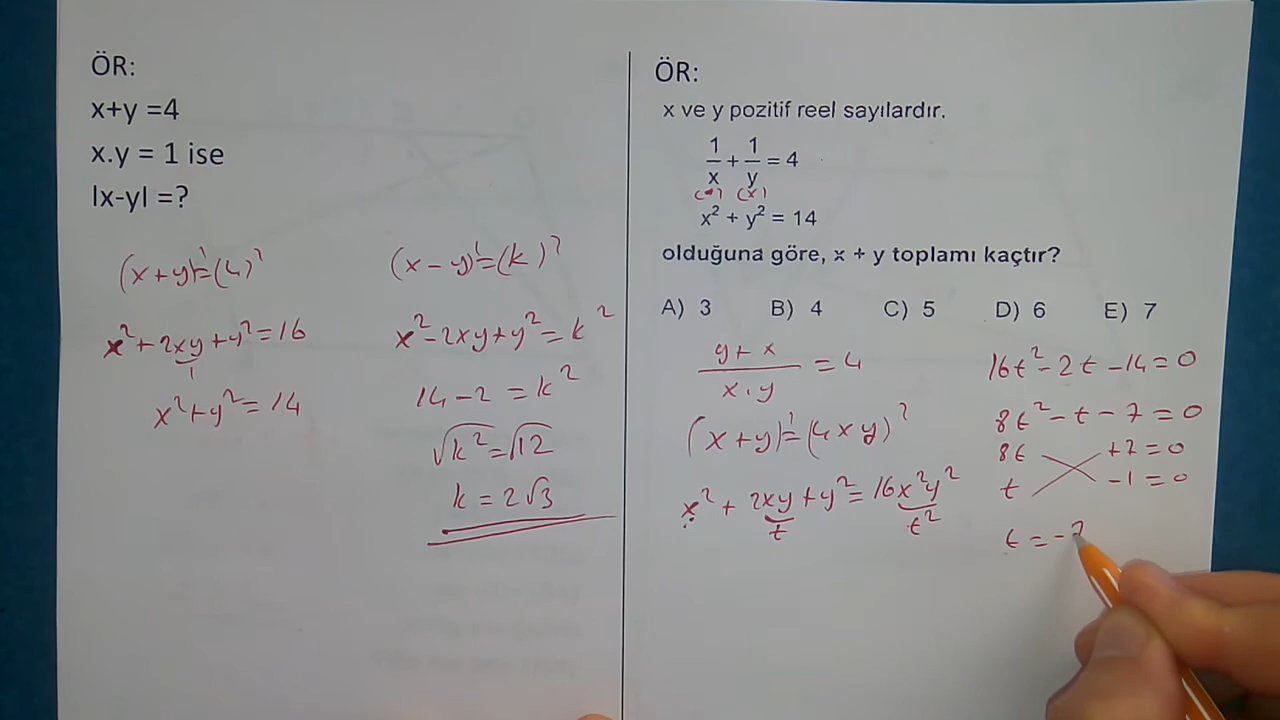 ÖR:
x+y =4
x.y = 1 ise
|x-y| =?
(x+y)²=(4)²
x²+2xy+y²=16
1
x²+y²=14
(x-y)²=(k)²
x²-2xy+y²=k²
14-2=k²
√k²=√12
k=2√3
ÖR:
x ve y pozitif reel sayılardır.
1/x + 1/y = 4
(y) (x)
x² + y² = 14
olduğuna göre, x + y toplamı kaçtır?
A) 3 B) 4 C) 5 D) 6 E) 7
y+x / x.y = 4
(x+y)²=(4xy)²
x²+2xy+y²=16x²y²
t t²
16t²-2t-14=0
8t²-t-7=0
8t +7=0
t -1=0
t=-7